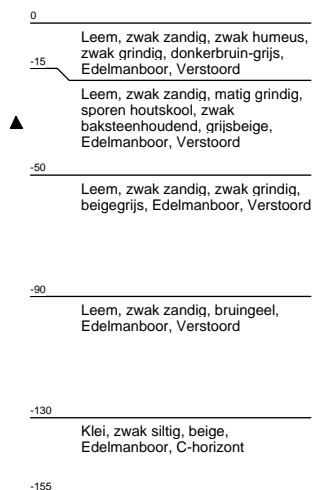 0
Leem, zwak zandig, zwak humeus,
zwak grindig, donkerbruin-grijs,
Edelmanboor, Verstoord
-15
Leem, zwak zandig, matig grindig,
sporen houtskool, zwak
baksteenhoudend, grijsbeige,
Edelmanboor, Verstoord
-50
Leem, zwak zandig, zwak grindig,
beigegrijs, Edelmanboor, Verstoord
-90
Leem, zwak zandig, bruingeel,
Edelmanboor, Verstoord
-130
Klei, zwak siltig, beige,
Edelmanboor, C-horizont
-155